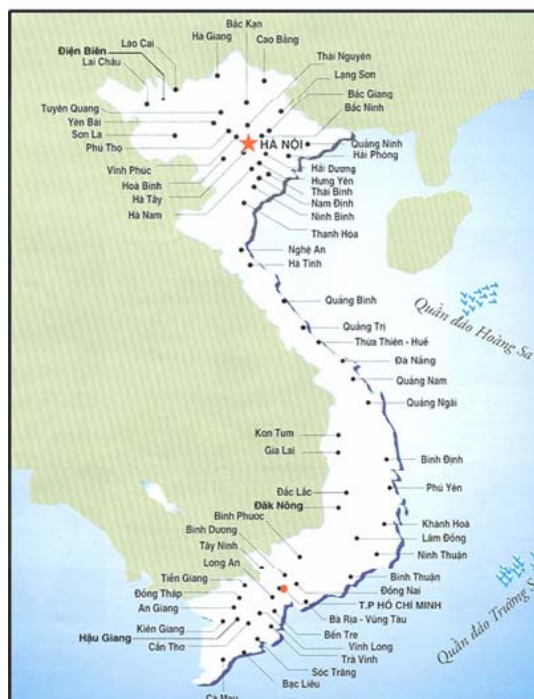 Bắc Kạn
Hà Giang
Cao Bằng
Lào Cai
Điện Biên
Lai Châu
Thái Nguyên
Lạng Sơn
Bắc Giang
Bắc Ninh
Tuyên Quang
Yên Bái
Sơn La
Phú Thọ
HÀ NỘI
Quảng Ninh
Hải Phòng
Vĩnh Phúc
Hoà Bình
Hà Tây
Hà Nam
Hải Dương
Hưng Yên
Thái Bình
Nam Định
Ninh Bình
Thanh Hóa
Nghệ An
Hà Tĩnh
Quảng Bình
Quần đảo Hoàng Sa
Quảng Trị
Thừa Thiên - Huế
Đà Nẵng
Quảng Nam
Quảng Ngãi
Kon Tum
Gia Lai
Bình Định
Phú Yên
Đắc Lắc
Đăk Nông
Bình Phước
Khánh Hoà
Lâm Đồng
Ninh Thuận
Bình Dương
Tây Ninh
Long An
Tiền Giang
Đồng Tháp
An Giang
Kiên Giang
Hậu Giang
Cần Thơ
Bình Thuận
Đồng Nai
T.P HỒ CHÍ MINH
Bà Rịa - Vũng Tàu
Bến Tre
Vĩnh Long
Trà Vinh
Sóc Trăng
Bạc Liêu
Cà Mau
Quần đảo Trường S